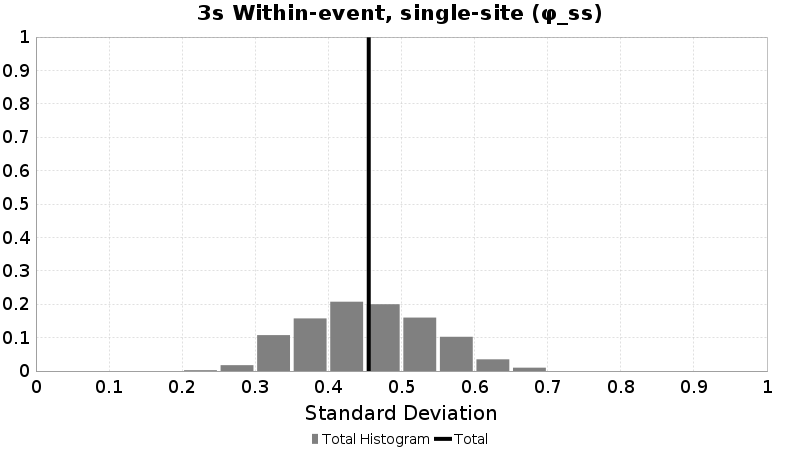 3s Within-event, single-site (φ_ss)
1
0.9
0.8
0.7
0.6
0.5
0.4
0.3
0.2
0.1
0
0 0.1 0.2 0.3 0.4 0.5 0.6 0.7 0.8 0.9 1
Standard Deviation
Total Histogram Total